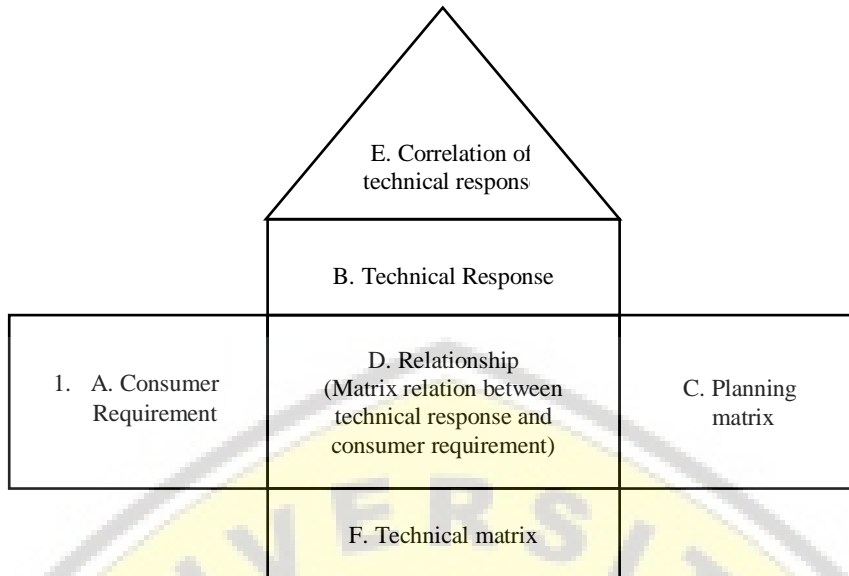 E. Correlation of
technical respons
B. Technical Response
1. A. Consumer
Requirement
D. Relationship
(Matrix relation between
technical response and
consumer requirement)
C. Planning
matrix
F. Technical matrix
VERSIT